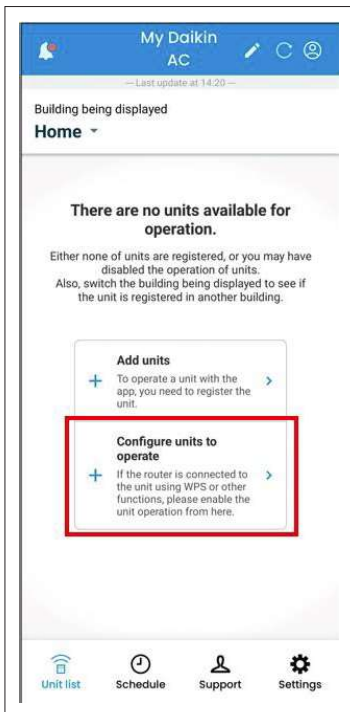 My Daikin
AC
— Last update at 14:20 —
Building being displayed
Home
There are no units available for
operation.
Either none of units are registered, or you may have
disabled the operation of units.
Also, switch the building being displayed to see if
the unit is registered in another building.
Add units
To operate a unit with the
app, you need to register the
unit.
Configure units to
operate
If the router is connected to
the unit using WPS or other
functions, please enable the
unit operation from here.
Unit list
Schedule
Support
Settings